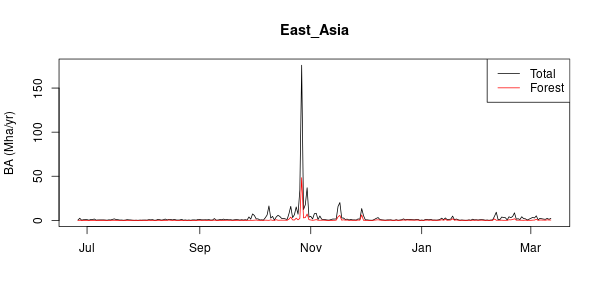 East_Asia
BA (Mha/yr)
150
100
50
0
Total
Forest
Jul Sep Nov Jan Mar